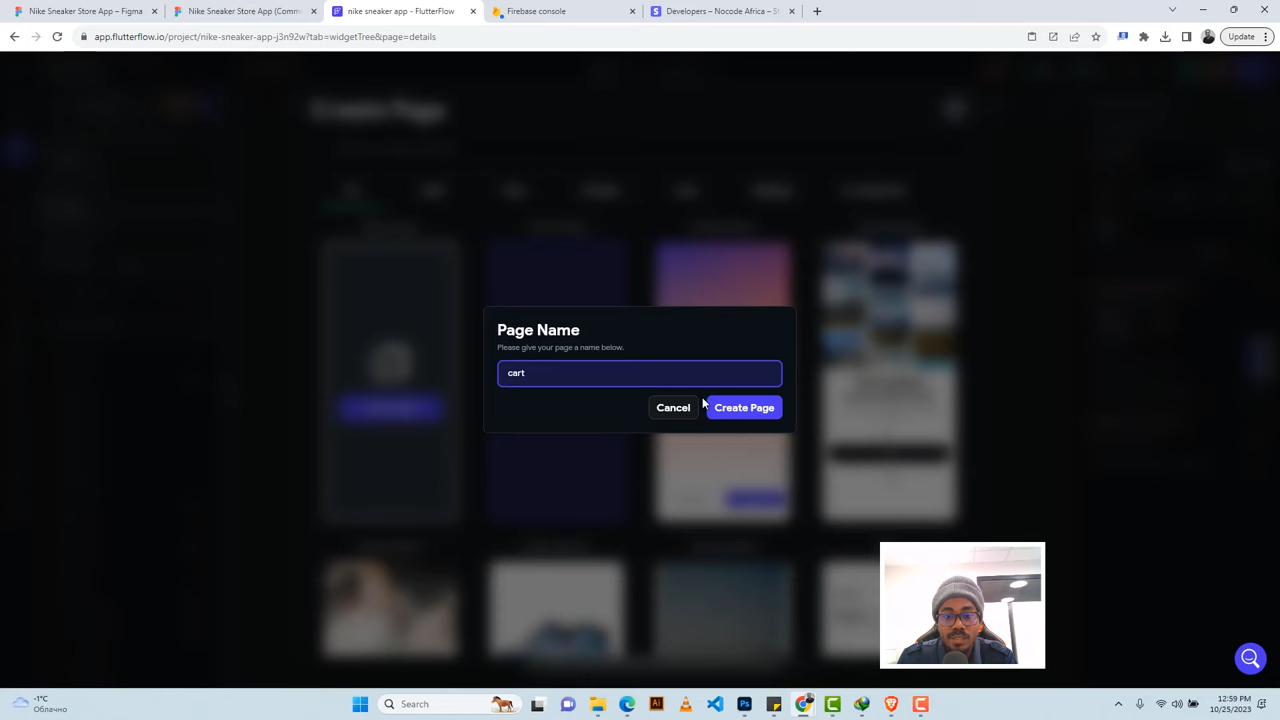 Nike Sneaker Store App – Figma
Nike Sneaker Store App (Comm
nike sneaker app - FlutterFlow
Firebase console
Developers – Nocode Africa – St
app.flutterflow.io/project/nike-sneaker-app-j3n92w?tab=widgetTree&page=details
Update
Create Page
Page Name
Please give your page a name below.
cart
Cancel
Create Page
-1°C
Облачно
Search
12:59 PM
10/25/2023